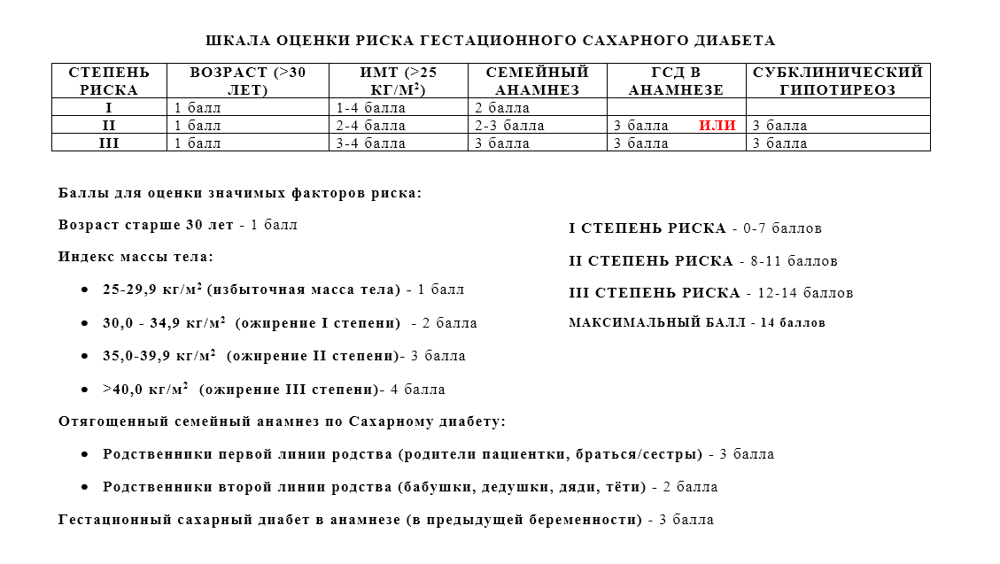 ШКАЛА ОЦЕНКИ РИСКА ГЕСТАЦИОННОГО САХАРНОГО ДИАБЕТА
СТЕПЕНЬ РИСКА ВОЗРАСТ (>30 ЛЕТ) ИМТ (>25 КГ/М²) СЕМЕЙНЫЙ АНАМНЕЗ ГСД В АНАМНЕЗЕ СУБКЛИНИЧЕСКИЙ ГИПОТИРЕОЗ
I 1 балл 1-4 балла 2 балла
II 1 балл 2-4 балла 2-3 балла 3 балла ИЛИ 3 балла
III 1 балл 3-4 балла 3 балла 3 балла 3 балла
Баллы для оценки значимых факторов риска:
Возраст старше 30 лет - 1 балл
Индекс массы тела:
• 25-29,9 кг/м² (избыточная масса тела) - 1 балл
• 30,0 - 34,9 кг/м² (ожирение I степени) - 2 балла
• 35,0-39,9 кг/м² (ожирение II степени)- 3 балла
• >40,0 кг/м² (ожирение III степени)- 4 балла
Отягощенный семейный анамнез по Сахарному диабету:
• Родственники первой линии родства (родители пациентки, браться/сестры) - 3 балла
• Родственники второй линии родства (бабушки, дедушки, дяди, тёти) - 2 балла
Гестационный сахарный диабет в анамнезе (в предыдущей беременности) - 3 балла
I СТЕПЕНЬ РИСКА - 0-7 баллов
II СТЕПЕНЬ РИСКА - 8-11 баллов
III СТЕПЕНЬ РИСКА - 12-14 баллов
МАКСИМАЛЬНЫЙ БАЛЛ - 14 баллов